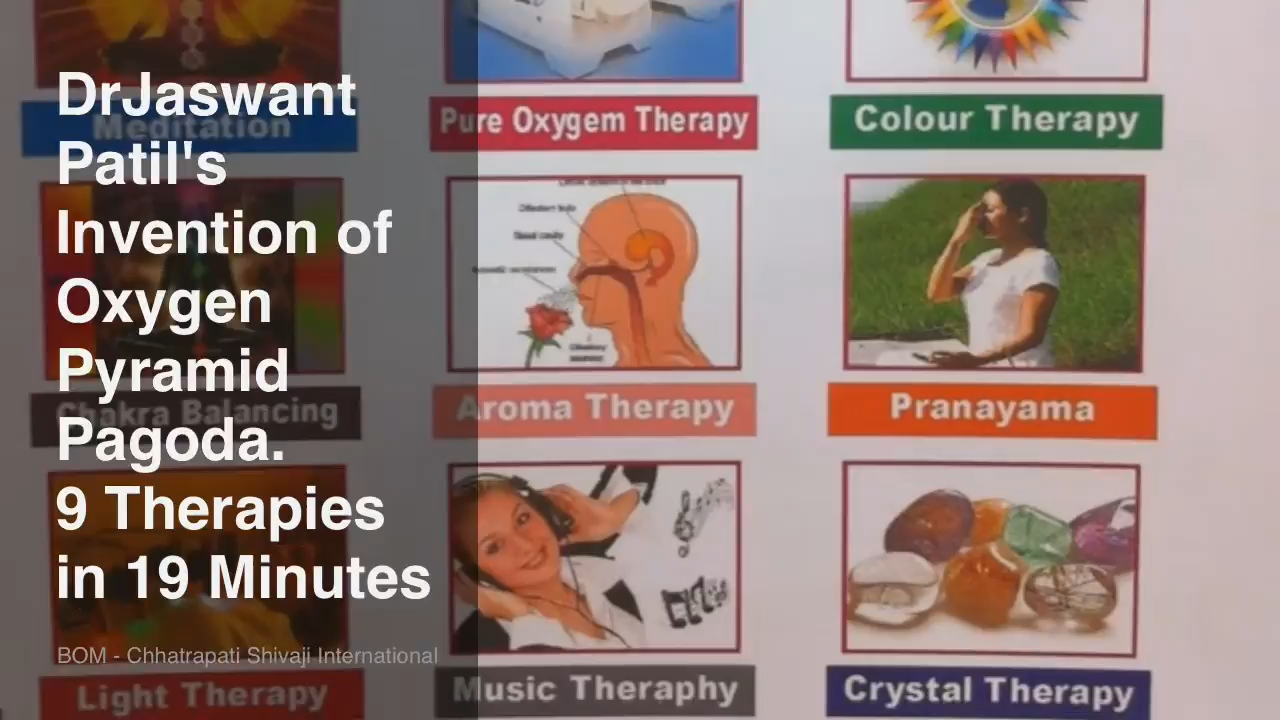 DrJaswant
Patil's
Invention of
Oxygen
Pyramid
Pagoda.
9 Therapies
in 19 Minutes
BOM - Chhatrapati Shivaji International
Meditation
Pure Oxygem Therapy
Colour Therapy
Chakra Balancing
Aroma Therapy
Pranayama
Light Therapy
Music Theraphy
Crystal Therapy